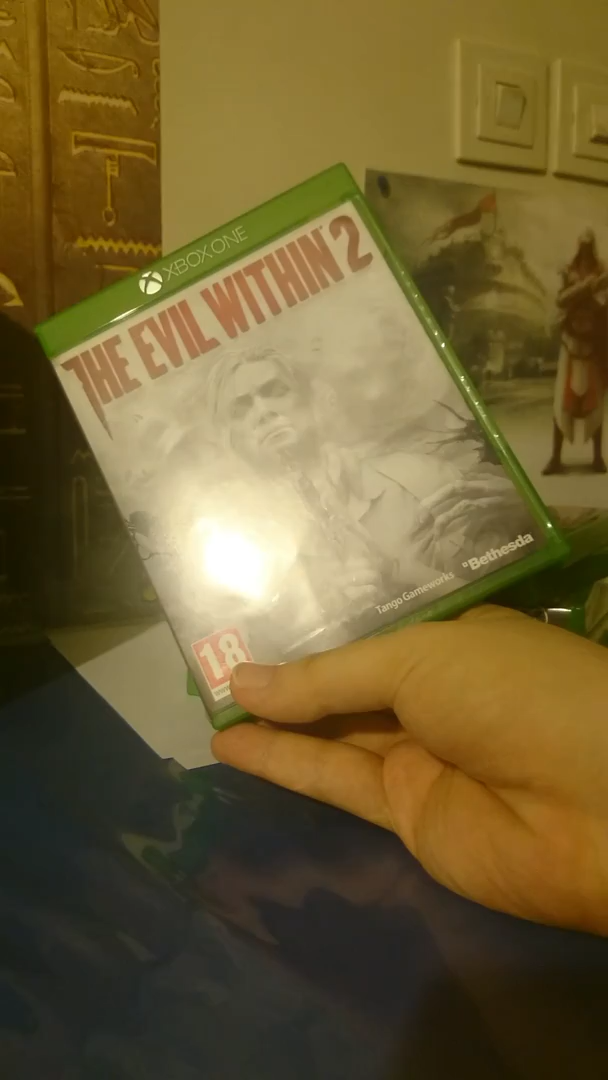 XBOX ONE
THE EVIL WITHIN 2
Tango Gameworks
Bethesda
18